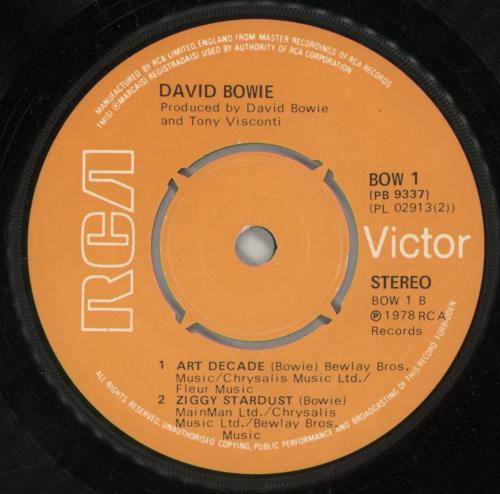 MANUFACTURED BY RCA LIMITED, ENGLAND, FROM MASTER RECORDINGS OF RCA RECORDS
TM(S) ® MARCA(S) REGISTRADA(S) USED BY AUTHORITY OF RCA CORPORATION
DAVID BOWIE
Produced by David Bowie
and Tony Visconti
RCA
BOW 1
(PB 9337)
(PL 02913(2))
Victor
STEREO
BOW 1 B
℗ 1978 RCA
Records
1 ART DECADE (Bowie) Bewlay Bros.
Music/Chrysalis Music Ltd./
Fleur Music
2 ZIGGY STARDUST (Bowie)
MainMan Ltd./Chrysalis
Music Ltd./Bewlay Bros.
Music
ALL RIGHTS RESERVED, UNAUTHORISED COPYING, PUBLIC PERFORMANCE AND BROADCASTING OF THIS RECORD FORBIDDEN